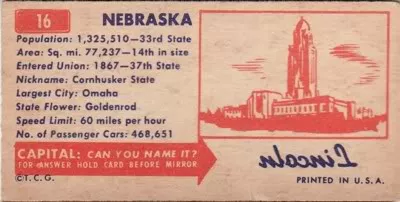 16 NEBRASKA
Population: 1,325,510—33rd State
Area: Sq. mi. 77,237—14th in size
Entered Union: 1867—37th State
Nickname: Cornhusker State
Largest City: Omaha
State Flower: Goldenrod
Speed Limit: 60 miles per hour
No. of Passenger Cars: 468,651
CAPITAL: CAN YOU NAME IT?
FOR ANSWER HOLD CARD BEFORE MIRROR
©T.C.G.
Lincoln
PRINTED IN U.S.A.